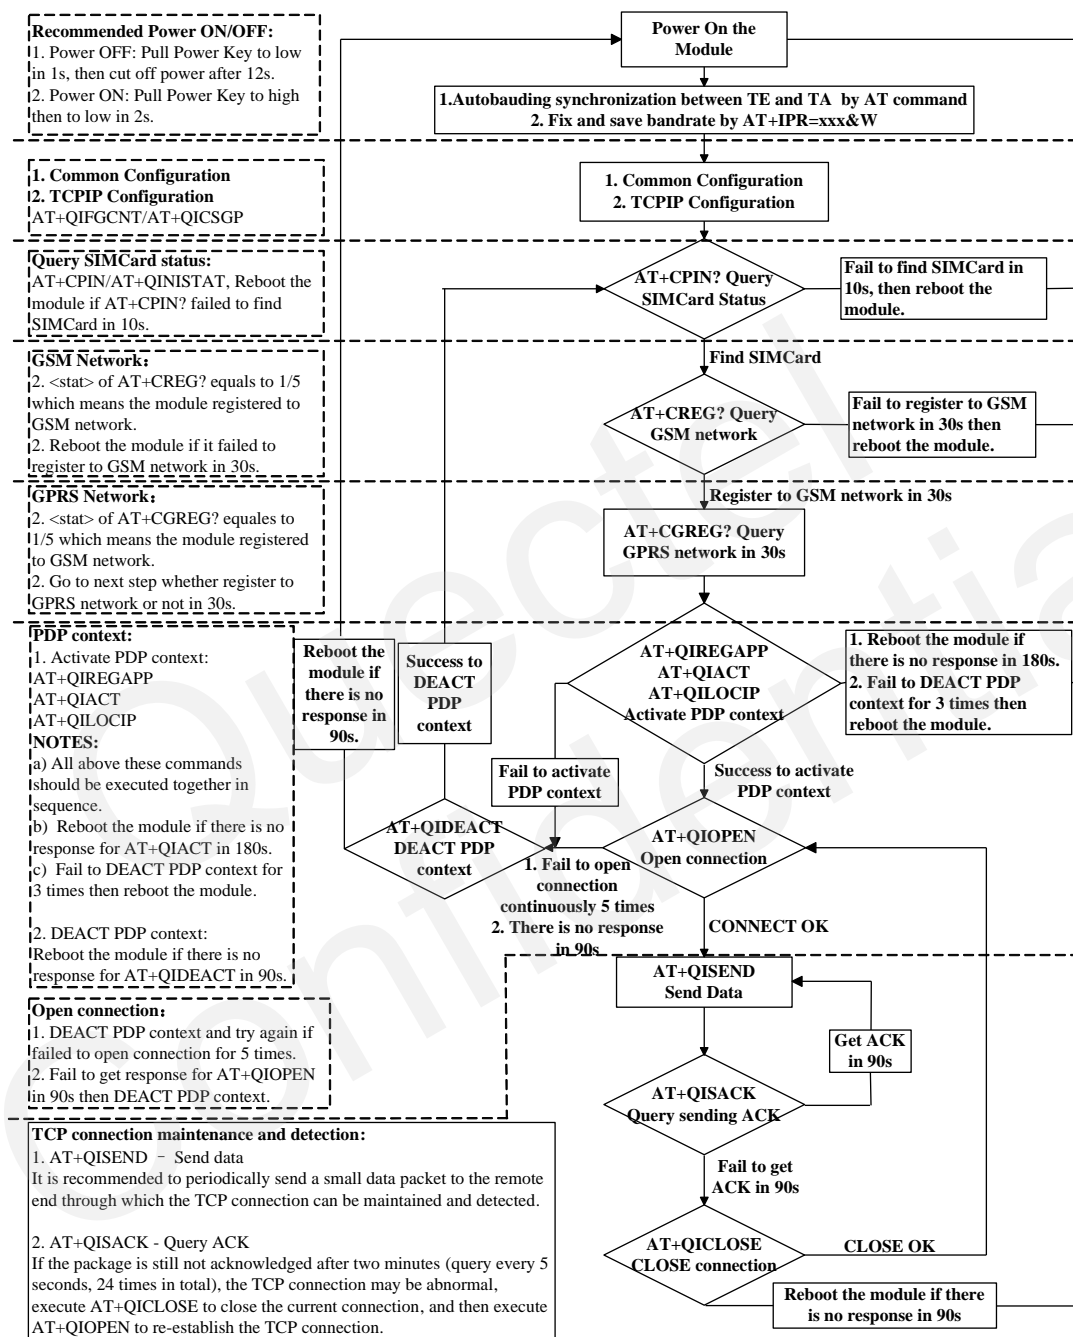 Recommended Power ON/OFF:
1. Power OFF: Pull Power Key to low
in 1s, then cut off power after 12s.
2. Power ON: Pull Power Key to high
then to low in 2s.
Power On the
Module
1.Autobauding synchronization between TE and TA by AT command
2. Fix and save bandrate by AT+IPR=xxx&W
1. Common Configuration
2. TCPIP Configuration
AT+QIFGCNT/AT+QICSGP
1. Common Configuration
2. TCPIP Configuration
Query SIMCard status:
AT+CPIN/AT+QINISTAT, Reboot the
module if AT+CPIN? failed to find
SIMCard in 10s.
AT+CPIN? Query
SIMCard Status
Fail to find SIMCard in
10s, then reboot the
module.
Find SIMCard
GSM Network:
2. <stat> of AT+CREG? equals to 1/5
which means the module registered to
GSM network.
2. Reboot the module if it failed to
register to GSM network in 30s.
AT+CREG? Query
GSM network
Fail to register to GSM
network in 30s then
reboot the module.
Register to GSM network in 30s
GPRS Network:
2. <stat> of AT+CGREG? equales to
1/5 which means the module registered
to GSM network.
2. Go to next step whether register to
GPRS network or not in 30s.
AT+CGREG? Query
GPRS network in 30s
PDP context:
1. Activate PDP context:
AT+QIREGAPP
AT+QIACT
AT+QILOCIP
NOTES:
a) All above these commands
should be executed together in
sequence.
b) Reboot the module if there is no
response for AT+QIACT in 180s.
c) Fail to DEACT PDP context for
3 times then reboot the module.
2. DEACT PDP context:
Reboot the module if there is no
response for AT+QIDEACT in 90s.
Reboot the
module if
there is no
response in
90s.
Success to
DEACT
PDP
context
AT+QIREGAPP
AT+QIACT
AT+QILOCIP
Activate PDP context
1. Reboot the module if
there is no response in 180s.
2. Fail to DEACT PDP
context for 3 times then
reboot the module.
Fail to activate
PDP context
Success to activate
PDP context
AT+QIDEACT
DEACT PDP
context
AT+QIOPEN
Open connection
1. Fail to open
connection
continuously 5 times
2. There is no response
in 90s
CONNECT OK
Open connection:
1. DEACT PDP context and try again if
failed to open connection for 5 times.
2. Fail to get response for AT+QIOPEN
in 90s then DEACT PDP context.
AT+QISEND
Send Data
Get ACK
in 90s
AT+QISACK
Query sending ACK
Fail to get
ACK in 90s
TCP connection maintenance and detection:
1. AT+QISEND – Send data
It is recommended to periodically send a small data packet to the remote
end through which the TCP connection can be maintained and detected.
2. AT+QISACK - Query ACK
If the package is still not acknowledged after two minutes (query every 5
seconds, 24 times in total), the TCP connection may be abnormal,
execute AT+QICLOSE to close the current connection, and then execute
AT+QIOPEN to re-establish the TCP connection.
AT+QICLOSE
CLOSE connection
CLOSE OK
Reboot the module if there
is no response in 90s
Quectel
Confidential